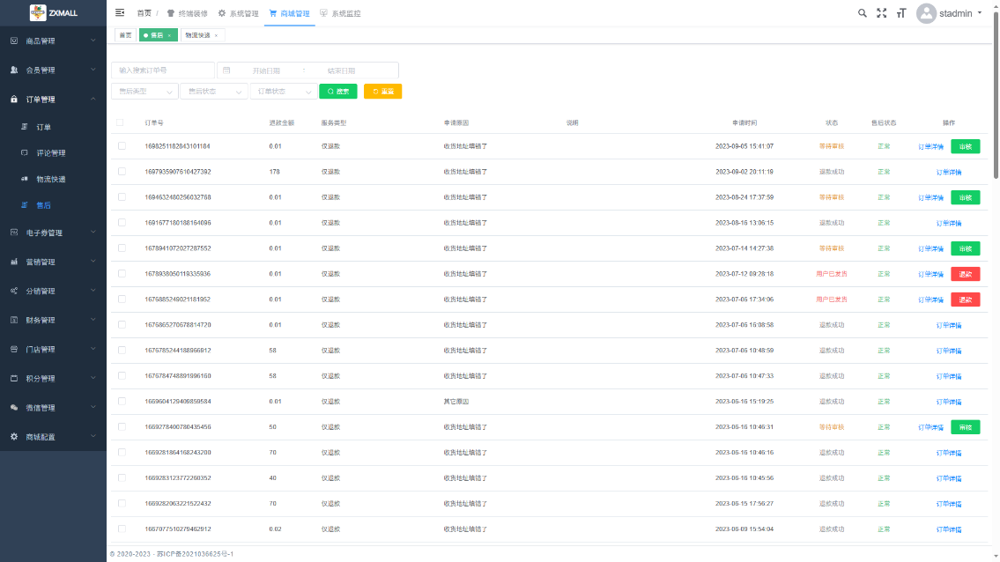 ZXMALL
首页 / 终端装修 系统管理 商城管理 系统监控
stadmin
首页 售后 × 物流快递 ×
商品管理
会员管理
订单管理
订单
评论管理
物流快递
售后
电子券管理
营销管理
分销管理
财务管理
门店管理
积分管理
微信管理
商城配置
输入搜索订单号 开始日期 : 结束日期
售后类型 售后状态 订单状态 搜索 重置
订单号 退款金额 服务类型 申请原因 说明 申请时间 状态 售后状态 操作
1698251182843101184 0.01 仅退款 收货地址填错了 2023-09-05 15:41:07 等待审核 正常 订单详情 审核
1697935907610427392 178 仅退款 收货地址填错了 2023-09-02 20:11:19 退款成功 正常 订单详情
1694632480256032768 0.01 仅退款 收货地址填错了 2023-08-24 17:37:59 等待审核 正常 订单详情 审核
1691677180188164096 0.01 仅退款 收货地址填错了 2023-08-16 13:06:15 退款成功 正常 订单详情
1678941072027287552 0.01 仅退款 收货地址填错了 2023-07-14 14:27:38 等待审核 正常 订单详情 审核
1678938050119335936 0.01 仅退款 收货地址填错了 2023-07-12 09:28:18 用户已发货 正常 订单详情 退款
1676885249021181952 0.01 仅退款 收货地址填错了 2023-07-06 17:34:06 用户已发货 正常 订单详情 退款
1676865270678814720 0.01 仅退款 收货地址填错了 2023-07-06 16:08:58 退款成功 正常 订单详情
1676785244188966912 58 仅退款 收货地址填错了 2023-07-06 10:48:59 退款成功 正常 订单详情
1676784748891996160 58 仅退款 收货地址填错了 2023-07-06 10:47:33 退款成功 正常 订单详情
1669604129409859584 0.01 仅退款 其它原因 2023-06-16 15:19:25 退款成功 正常 订单详情
1669278400780435456 50 仅退款 收货地址填错了 2023-06-16 10:46:31 等待审核 正常 订单详情 审核
1669281864168243200 70 仅退款 收货地址填错了 2023-06-16 10:46:16 退款成功 正常 订单详情
1669283123772260352 40 仅退款 收货地址填错了 2023-06-16 10:45:56 退款成功 正常 订单详情
1669282063221522432 70 仅退款 收货地址填错了 2023-06-15 17:56:27 退款成功 正常 订单详情
1667077510279462912 0.02 仅退款 收货地址填错了 2023-06-09 15:54:04 退款成功 正常 订单详情
© 2020-2023 · 苏ICP备2021036625号-1